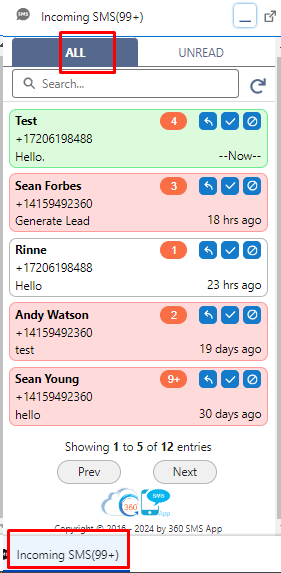 Incoming SMS(99+)
ALL UNREAD
Search...
Test 4
+17206198488
Hello. --Now--
Sean Forbes 3
+14159492360
Generate Lead 18 hrs ago
Rinne 1
+17206198488
Hello 23 hrs ago
Andy Watson 2
+14159492360
test 19 days ago
Sean Young 9+
+14159492360
hello 30 days ago
Showing 1 to 5 of 12 entries
Prev Next
360 SMS App
Copyright © 2016 - 2024 by 360 SMS App
Incoming SMS(99+)